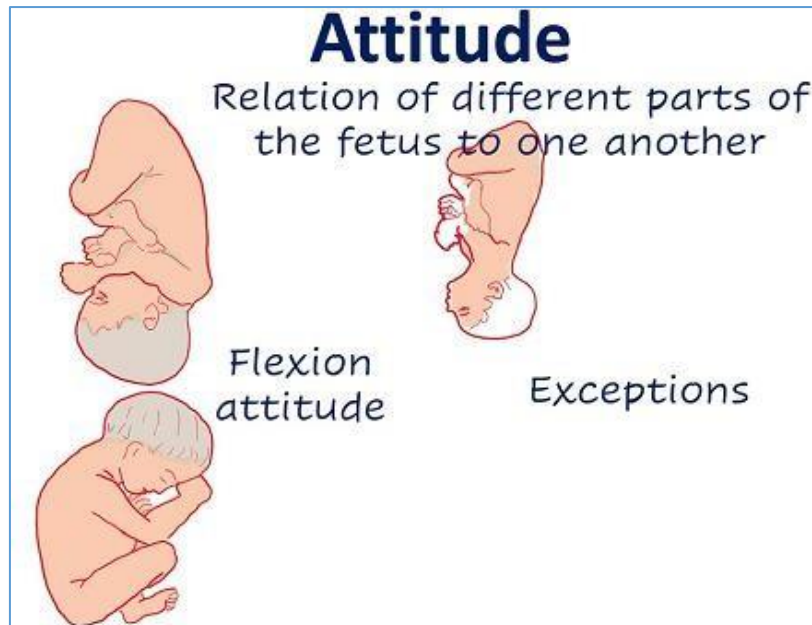 Attitude
Relation of different parts of
the fetus to one another
Flexion
attitude
Exceptions